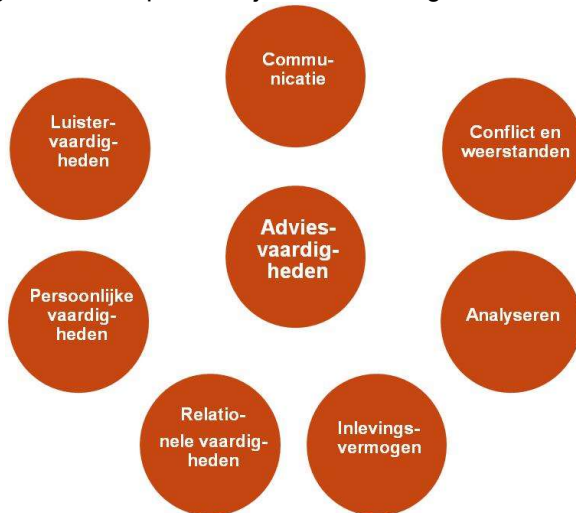 Commu-
nicatie
Luister-
vaardig-
heden
Conflict en
weerstanden
Advies-
vaardig-
heden
Persoonlijke
vaardig-
heden
Analyseren
Relatio-
nele vaardig-
heden
Inlevings-
vermogen